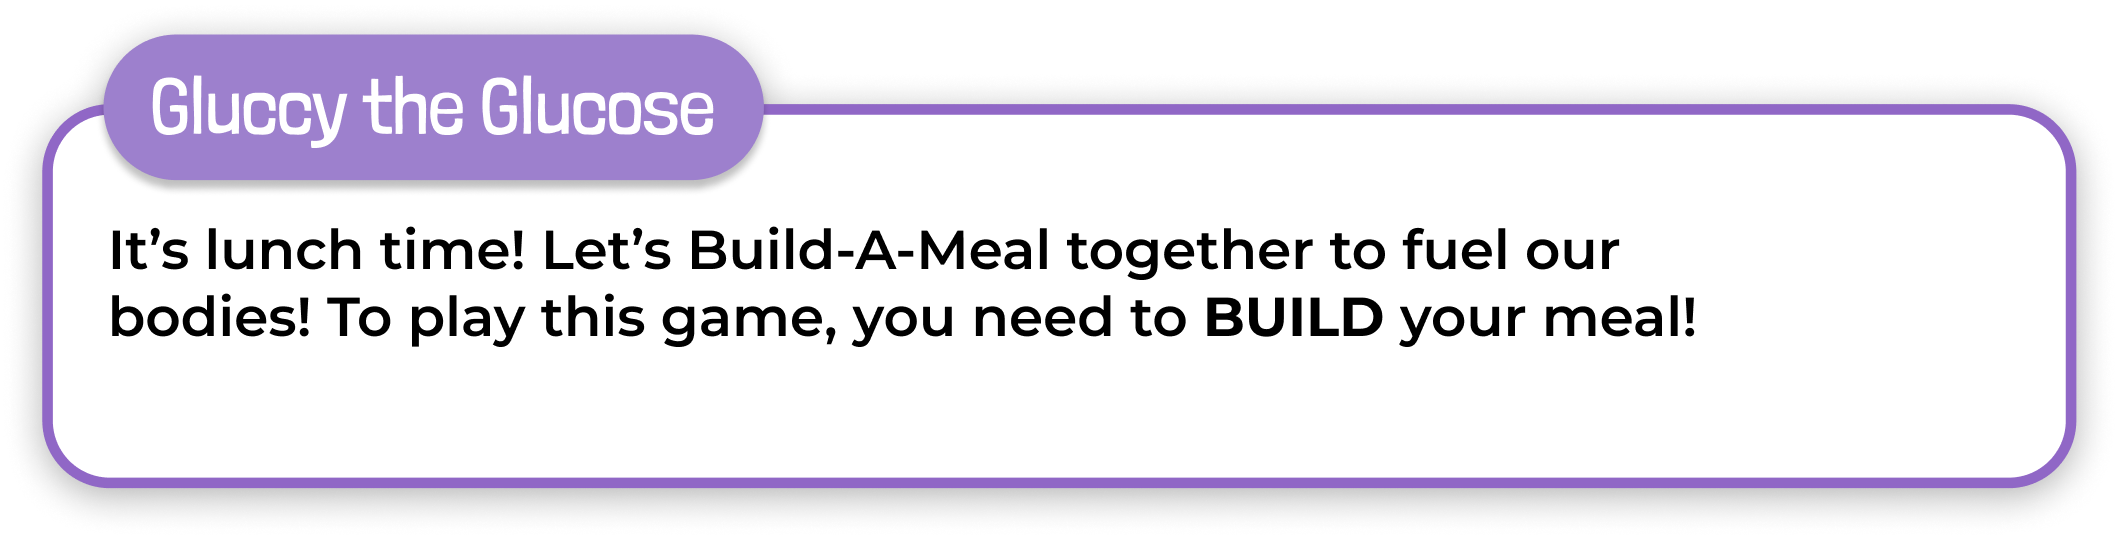 Gluccy the Glucose
It’s lunch time! Let’s Build-A-Meal together to fuel our
bodies! To play this game, you need to BUILD your meal!